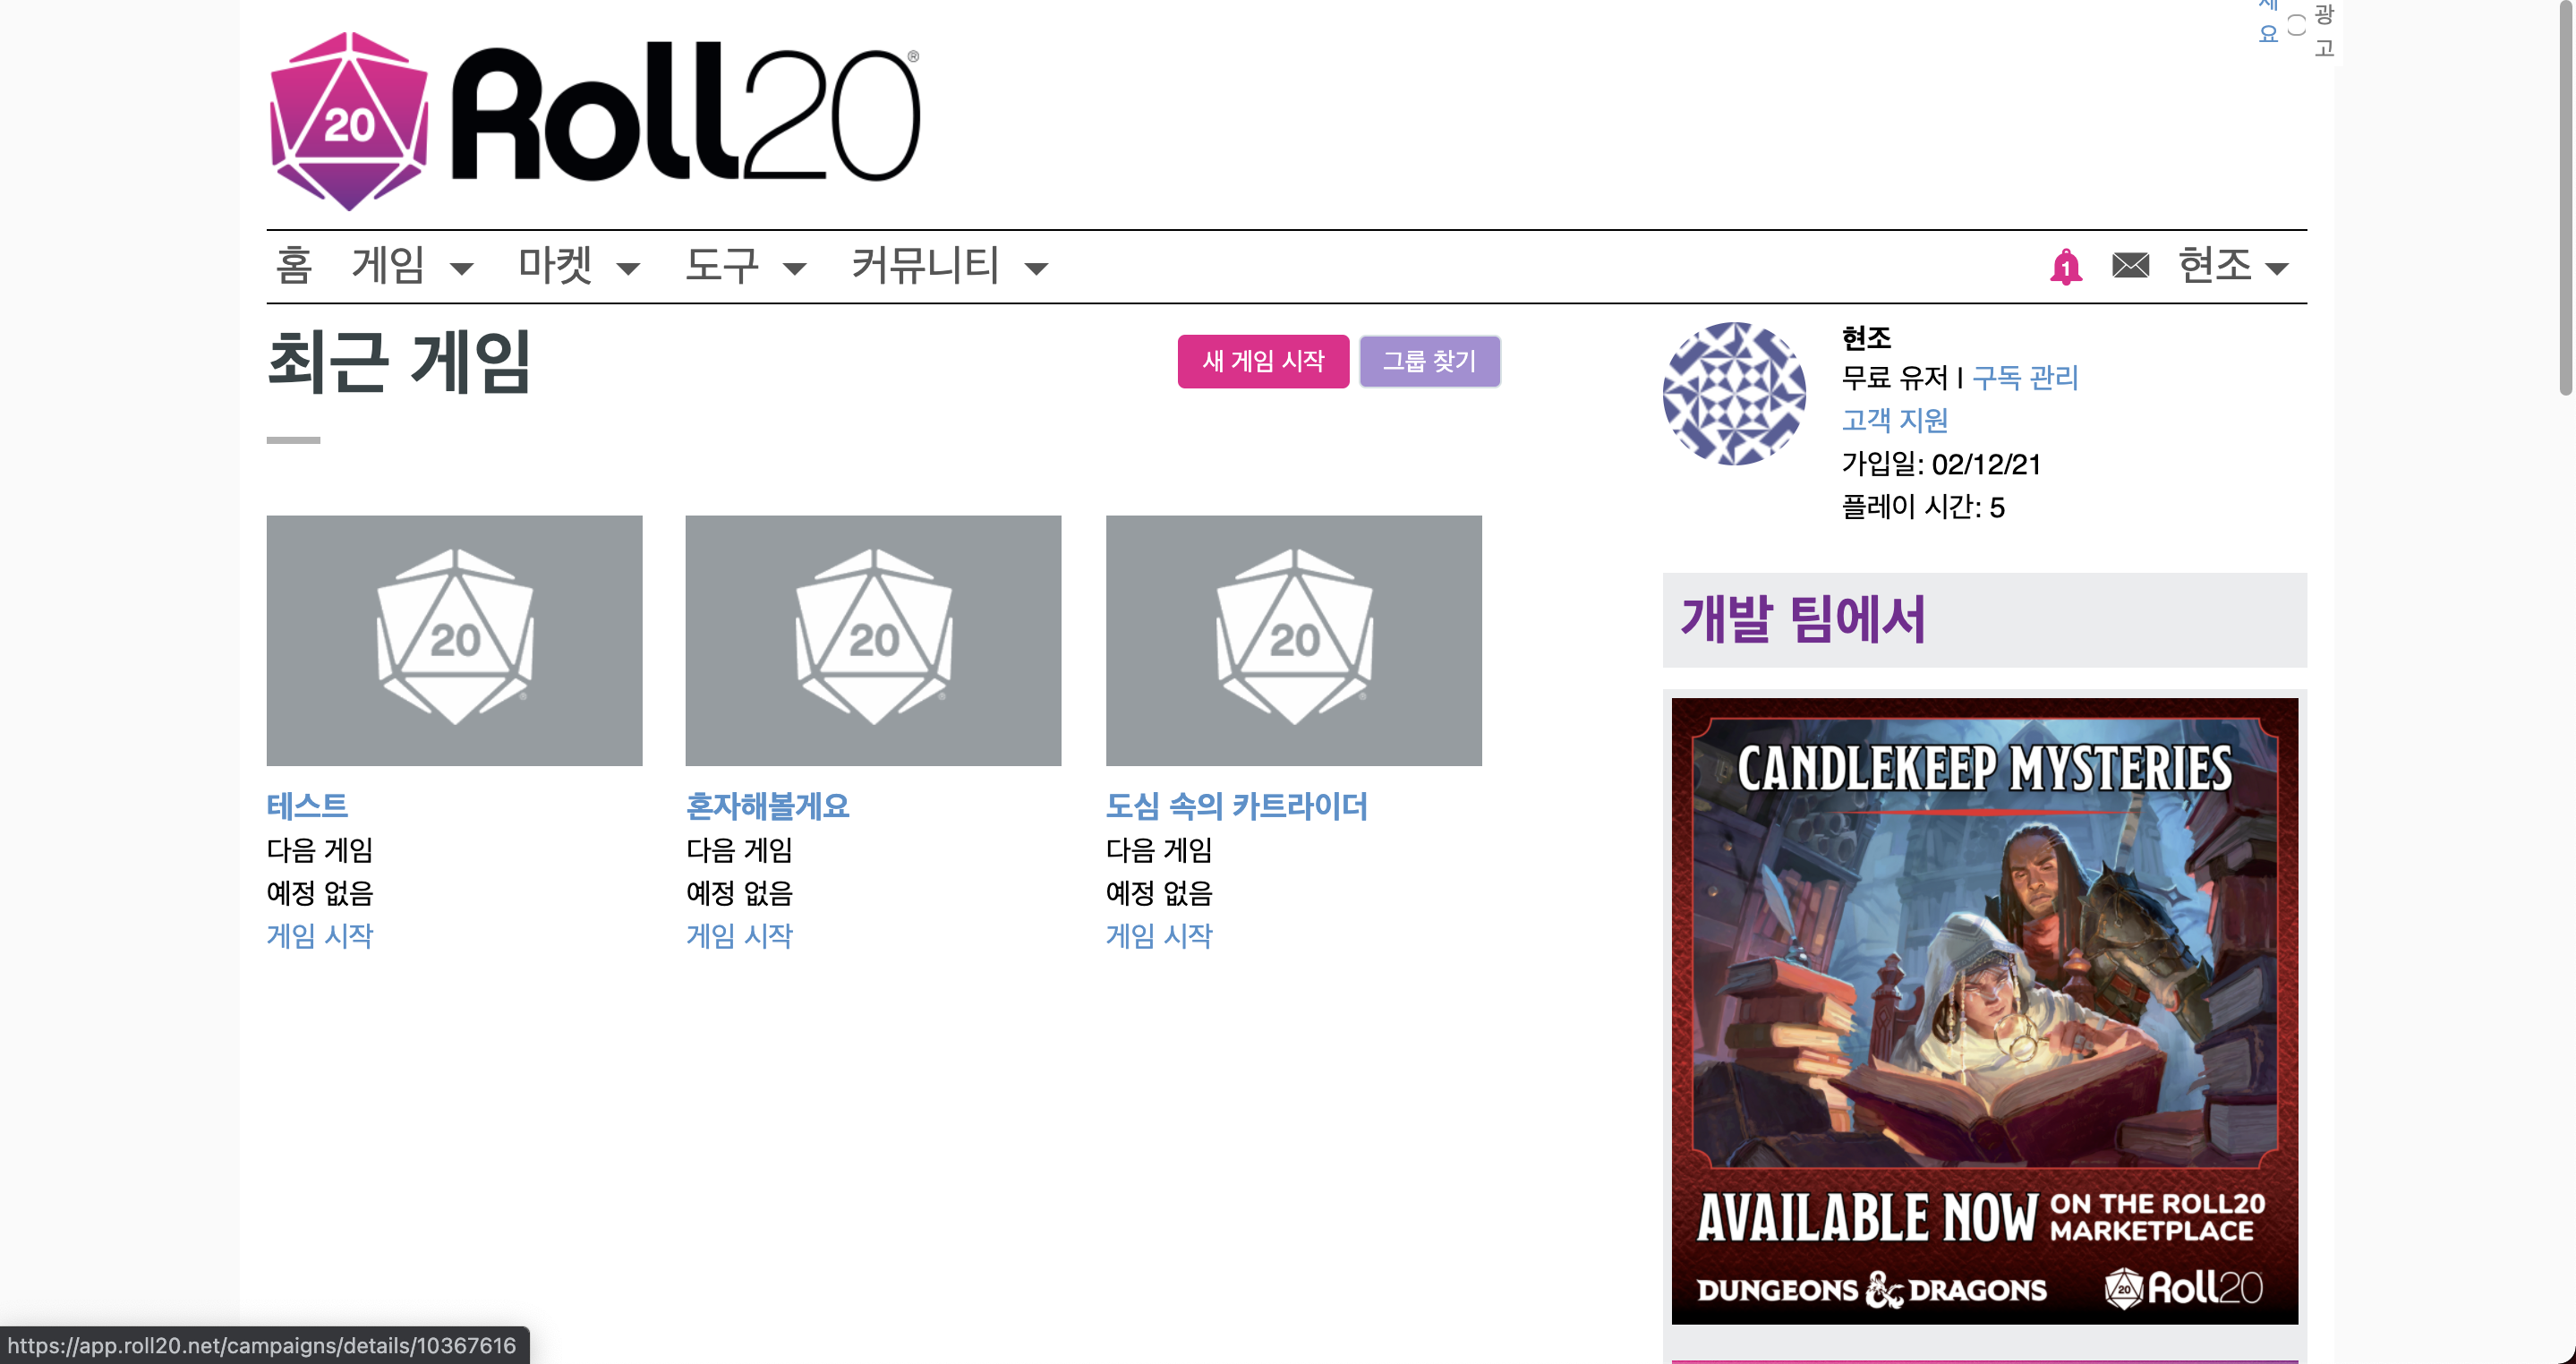 세 광
요 고
20 Roll20®
홈 게임 마켓 도구 커뮤니티 1 현조
최근 게임
새 게임 시작 그룹 찾기
현조
무료 유저 | 구독 관리
고객 지원
가입일: 02/12/21
플레이 시간: 5
20 20 20
테스트
다음 게임
예정 없음
게임 시작
혼자해볼게요
다음 게임
예정 없음
게임 시작
도심 속의 카트라이더
다음 게임
예정 없음
게임 시작
개발 팀에서
CANDLEKEEP MYSTERIES
AVAILABLE NOW ON THE ROLL20
MARKETPLACE
DUNGEONS & DRAGONS 20 Roll20
https://app.roll20.net/campaigns/details/10367616